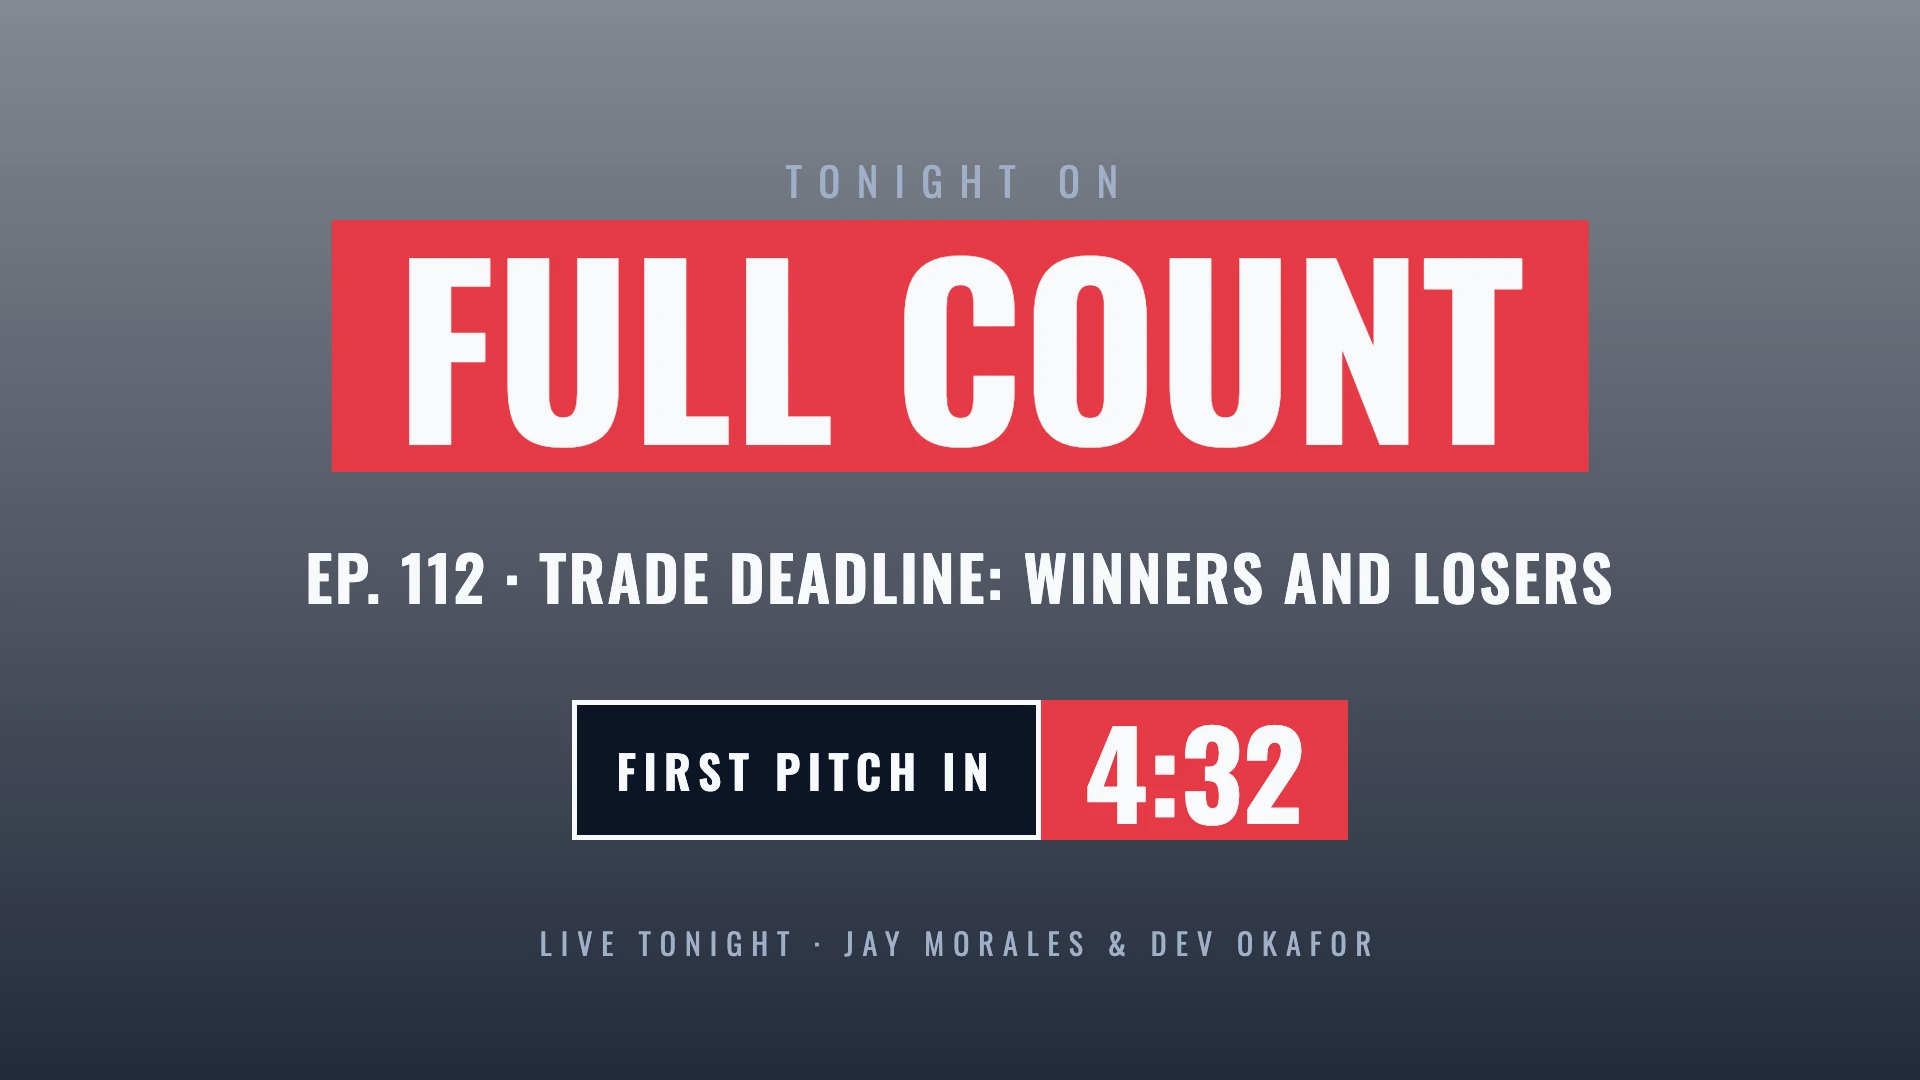 TONIGHT ON
FULL COUNT
EP. 112 · TRADE DEADLINE: WINNERS AND LOSERS
FIRST PITCH IN
4:32
LIVE TONIGHT · JAY MORALES & DEV OKAFOR